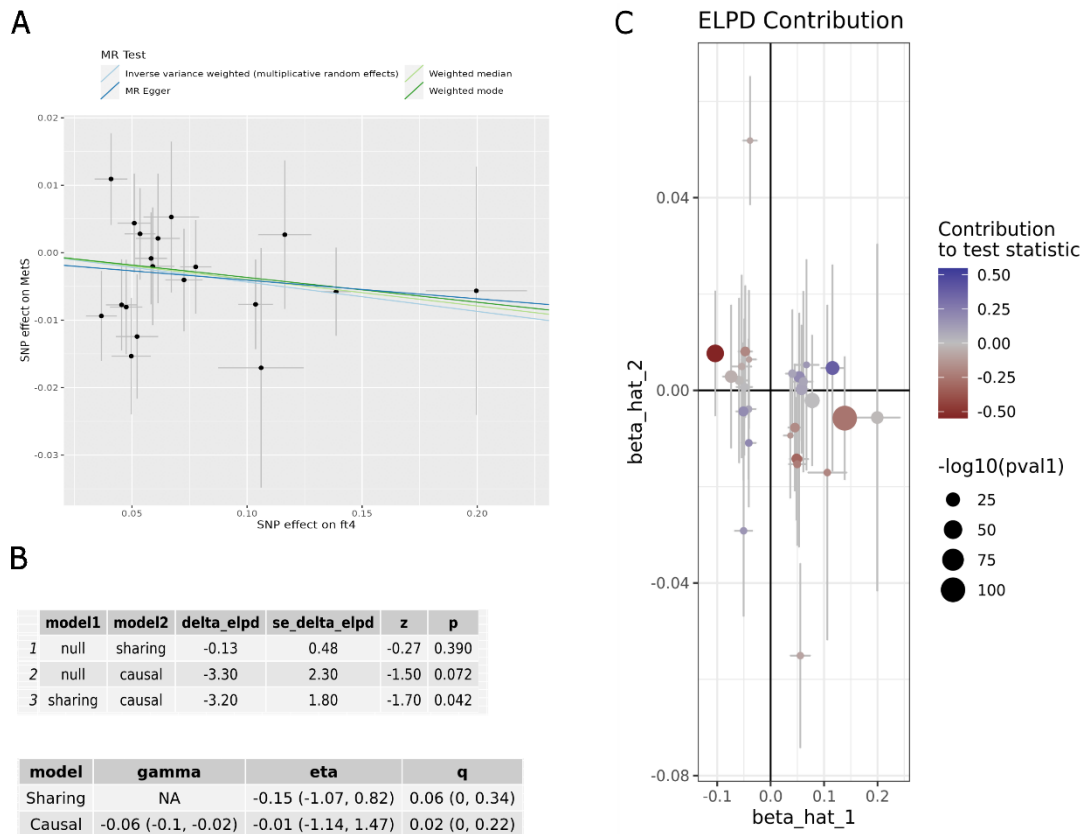 A
MR Test
Inverse variance weighted (multiplicative random effects)
MR Egger
Weighted median
Weighted mode
0.02
0.01
0.00
-0.01
-0.02
-0.03
SNP effect on MetS
0.05
0.10
0.15
0.20
SNP effect on ft4
B
model1 model2 delta_elpd se_delta_elpd z p
1 null sharing -0.13 0.48 -0.27 0.390
2 null causal -3.30 2.30 -1.50 0.072
3 sharing causal -3.20 1.80 -1.70 0.042
model gamma eta q
Sharing NA -0.15 (-1.07, 0.82) 0.06 (0, 0.34)
Causal -0.06 (-0.1, -0.02) -0.01 (-1.14, 1.47) 0.02 (0, 0.22)
C
ELPD Contribution
0.04
0.00
-0.04
-0.08
beta_hat_2
-0.1
0.0
0.1
0.2
beta_hat_1
Contribution
to test statistic
0.50
0.25
0.00
-0.25
-0.50
-log10(pval1)
25
50
75
100